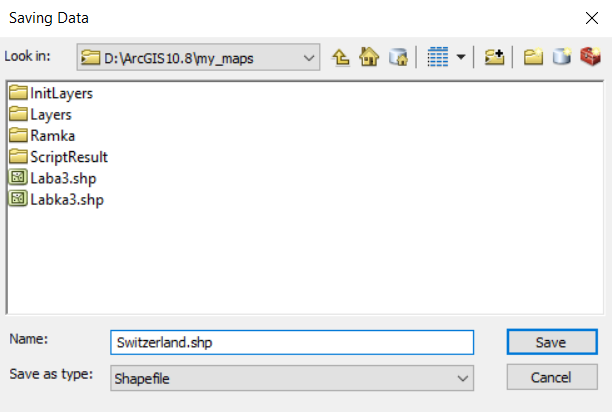 Saving Data
Look in: D:\ArcGIS10.8\my_maps
InitLayers
Layers
Ramka
ScriptResult
Laba3.shp
Labka3.shp
Name: Switzerland.shp Save
Save as type: Shapefile Cancel